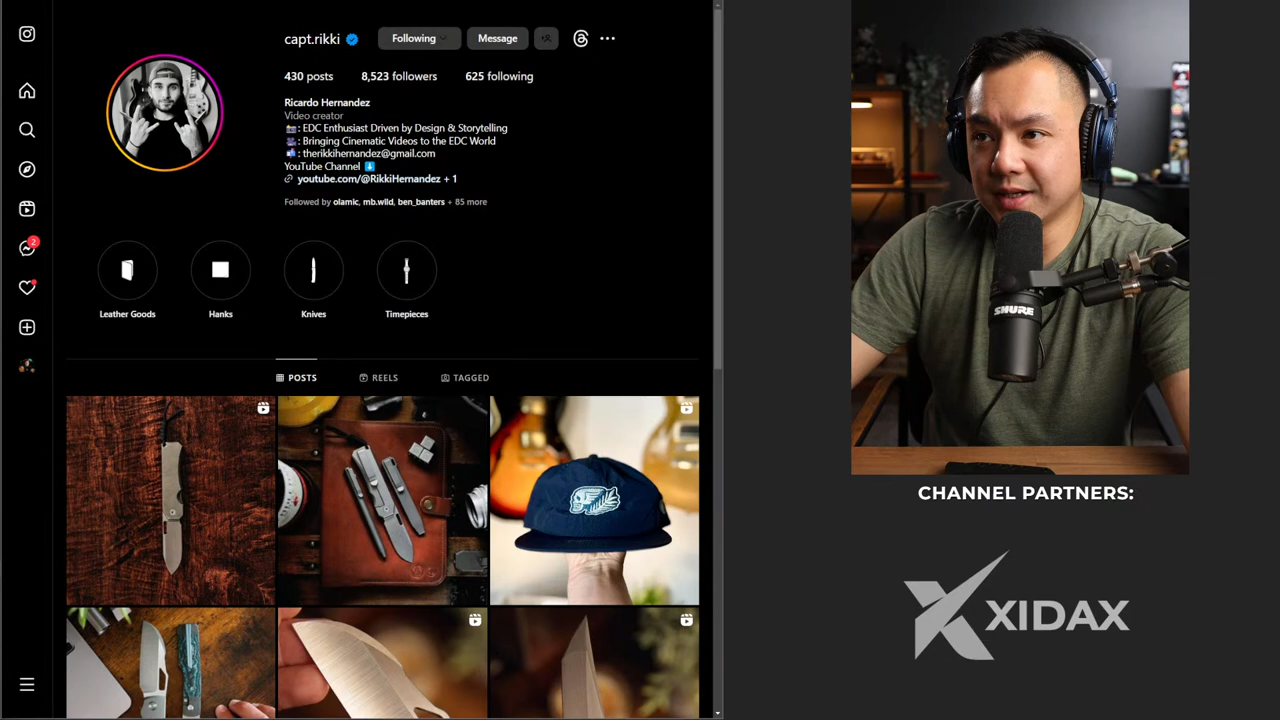 capt.rikki
Following
Message
430 posts 8,523 followers 625 following
Ricardo Hernandez
Video creator
: EDC Enthusiast Driven by Design & Storytelling
: Bringing Cinematic Videos to the EDC World
: therikkihernandez@gmail.com
YouTube Channel
youtube.com/@RikkiHernandez + 1
Followed by olamic, mb.wild, ben_banters + 85 more
2
Leather Goods
Hanks
Knives
Timepieces
POSTS
REELS
TAGGED
SHURE
CHANNEL PARTNERS:
XIDAX